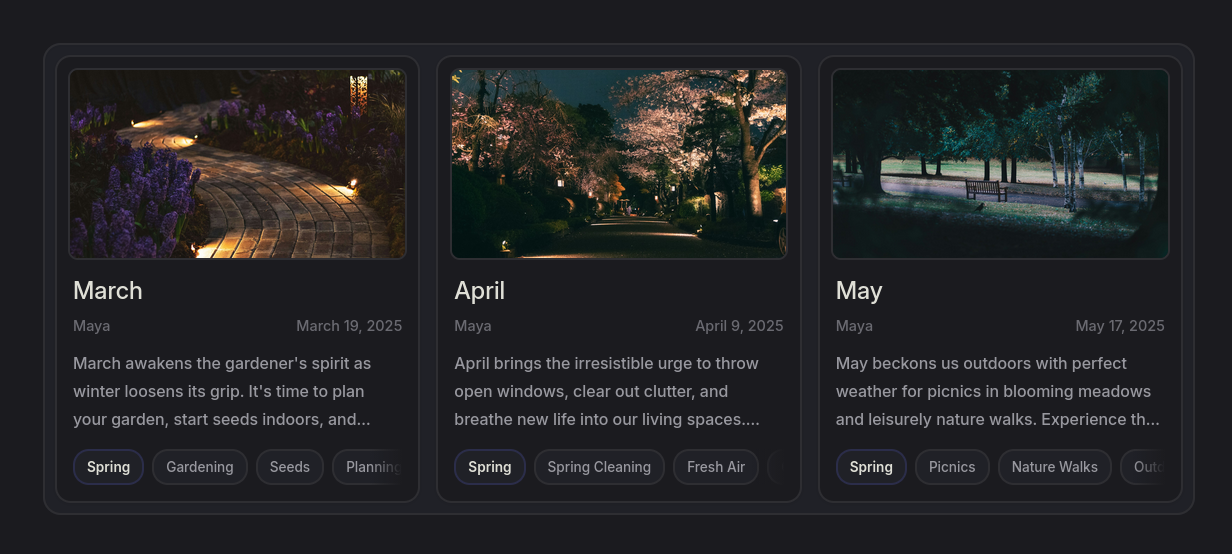 March
Maya
March 19, 2025
March awakens the gardener's spirit as
winter loosens its grip. It's time to plan
your garden, start seeds indoors, and...
Spring
Gardening
Seeds
Planning
April
Maya
April 9, 2025
April brings the irresistible urge to throw
open windows, clear out clutter, and
breathe new life into our living spaces....
Spring
Spring Cleaning
Fresh Air
May
Maya
May 17, 2025
May beckons us outdoors with perfect
weather for picnics in blooming meadows
and leisurely nature walks. Experience th...
Spring
Picnics
Nature Walks